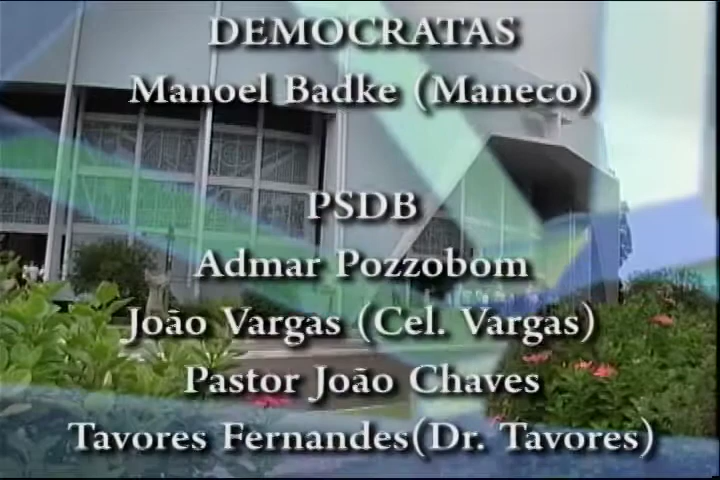 DEMOCRATAS
Manoel Badke (Maneco)
PSDB
Admar Pozzobom
João Vargas (Cel. Vargas)
Pastor João Chaves
Tavores Fernandes(Dr. Tavores)